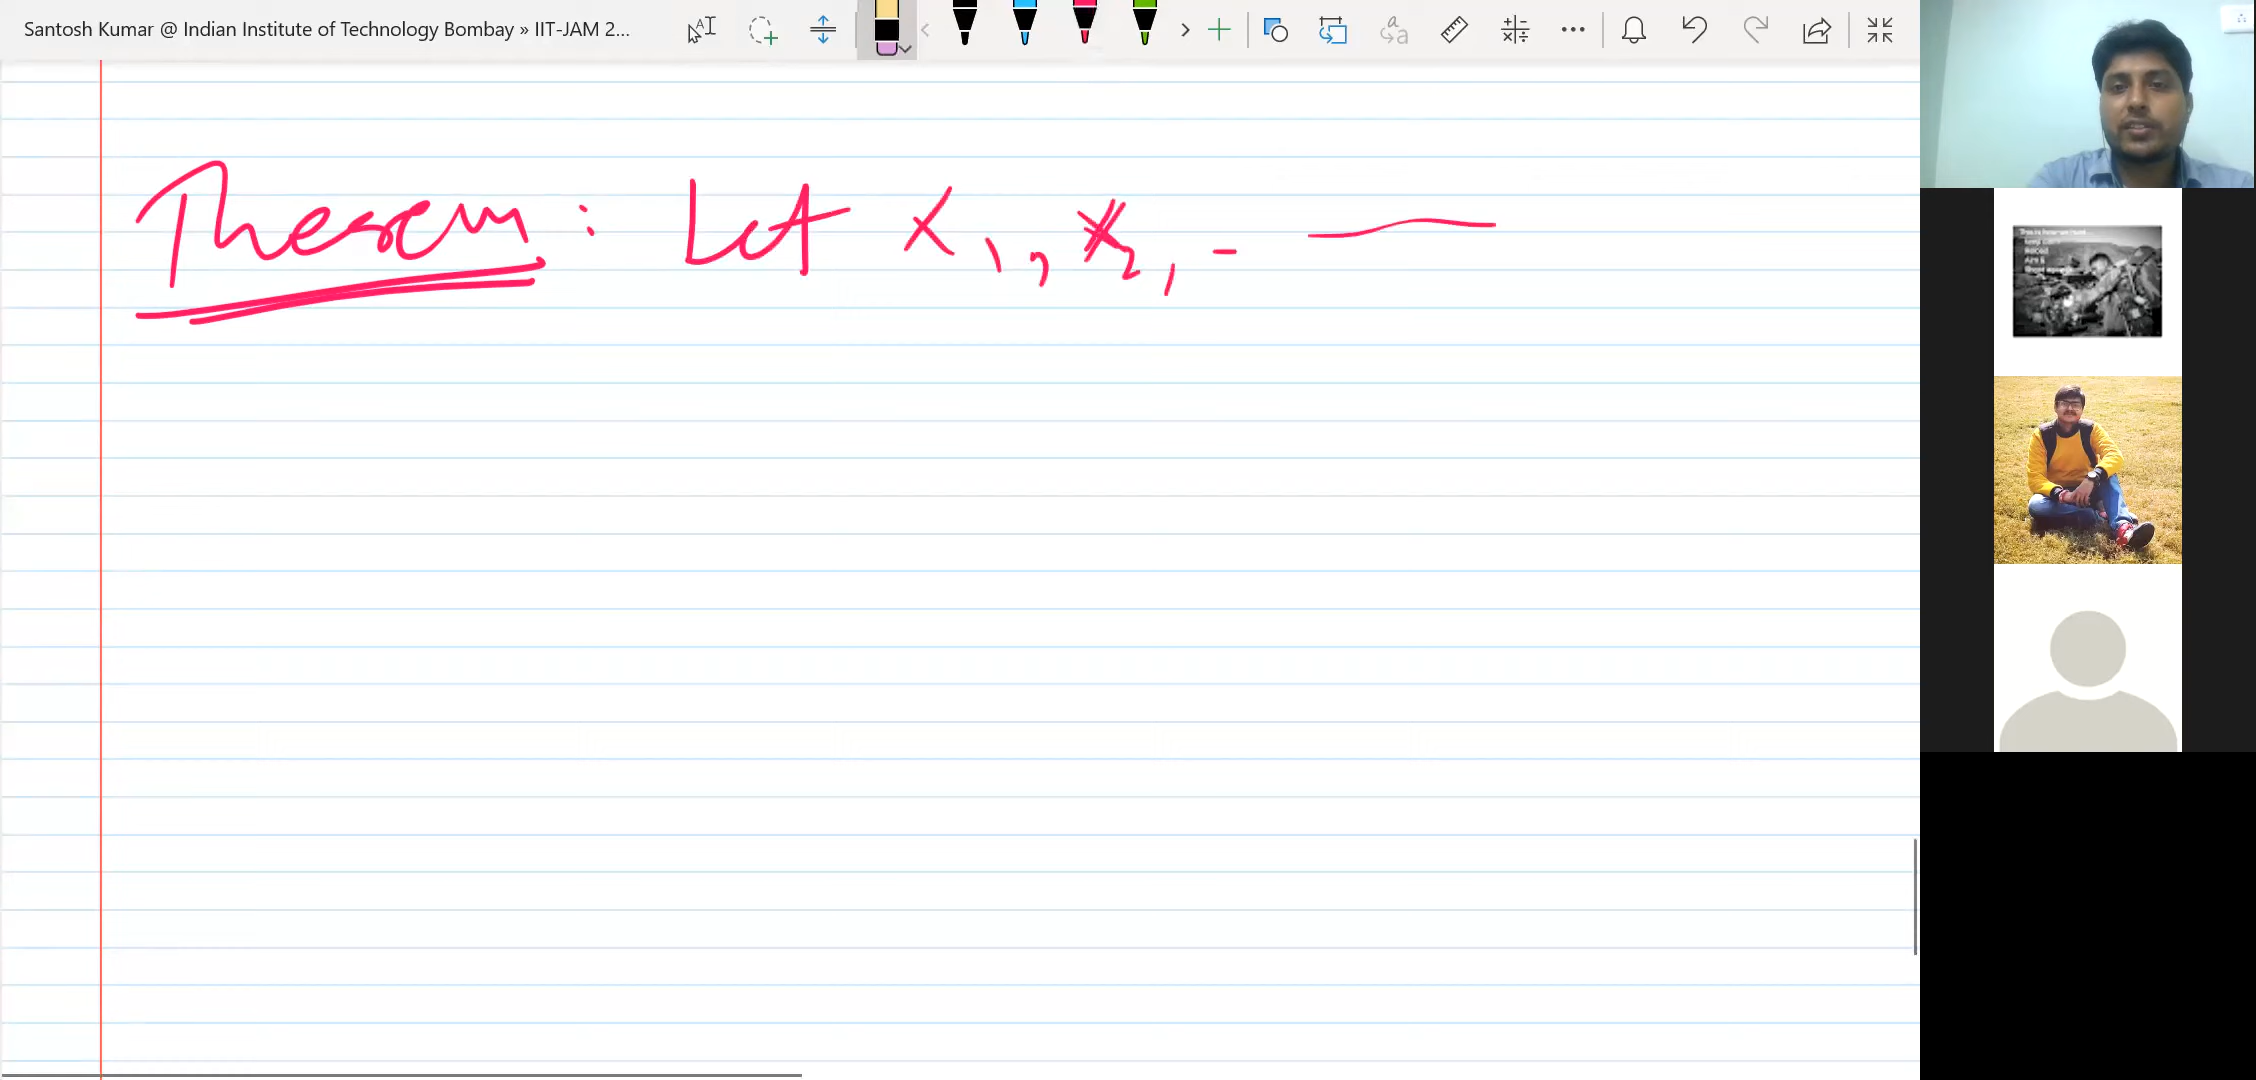 Santosh Kumar @ Indian Institute of Technology Bombay » IIT-JAM 2...
Theorem : Let X1, X2, - ——